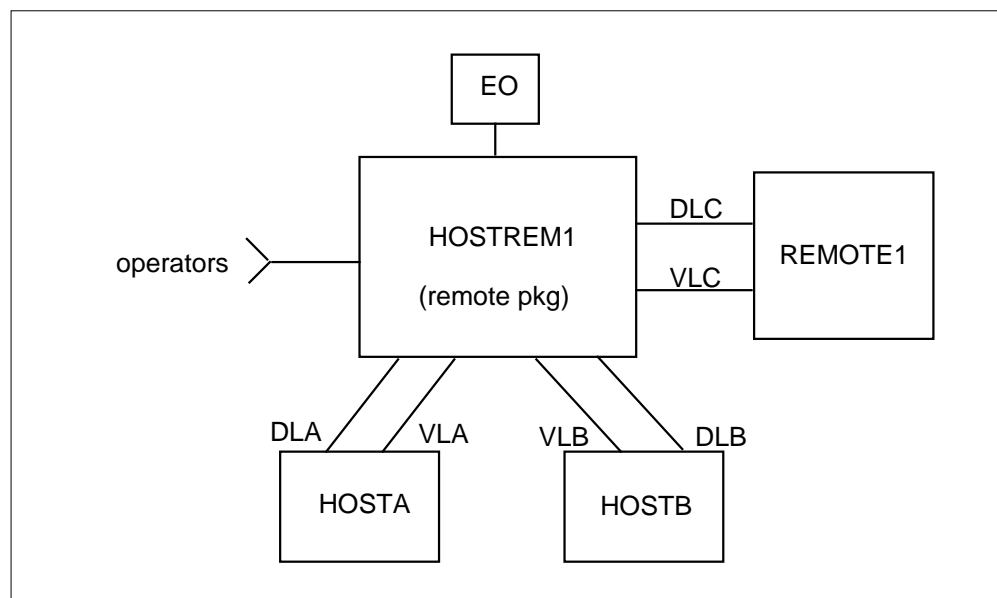 EO
DLC
HOSTREM1
REMOTE1
operators
VLC
(remote pkg)
DLA
VLA
VLB
DLB
HOSTA
HOSTB